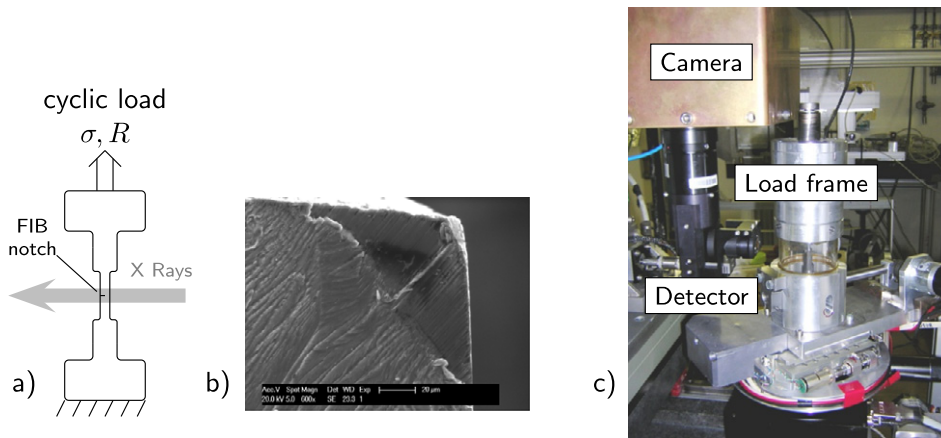 cyclic load
σ, R
FIB
notch
X Rays
a)
b)
Acc.V Spot Magn Det WD Exp 20 μm
20.0 kV 5.0 600x SE 23.3 1
c)
Camera
Load frame
Detector